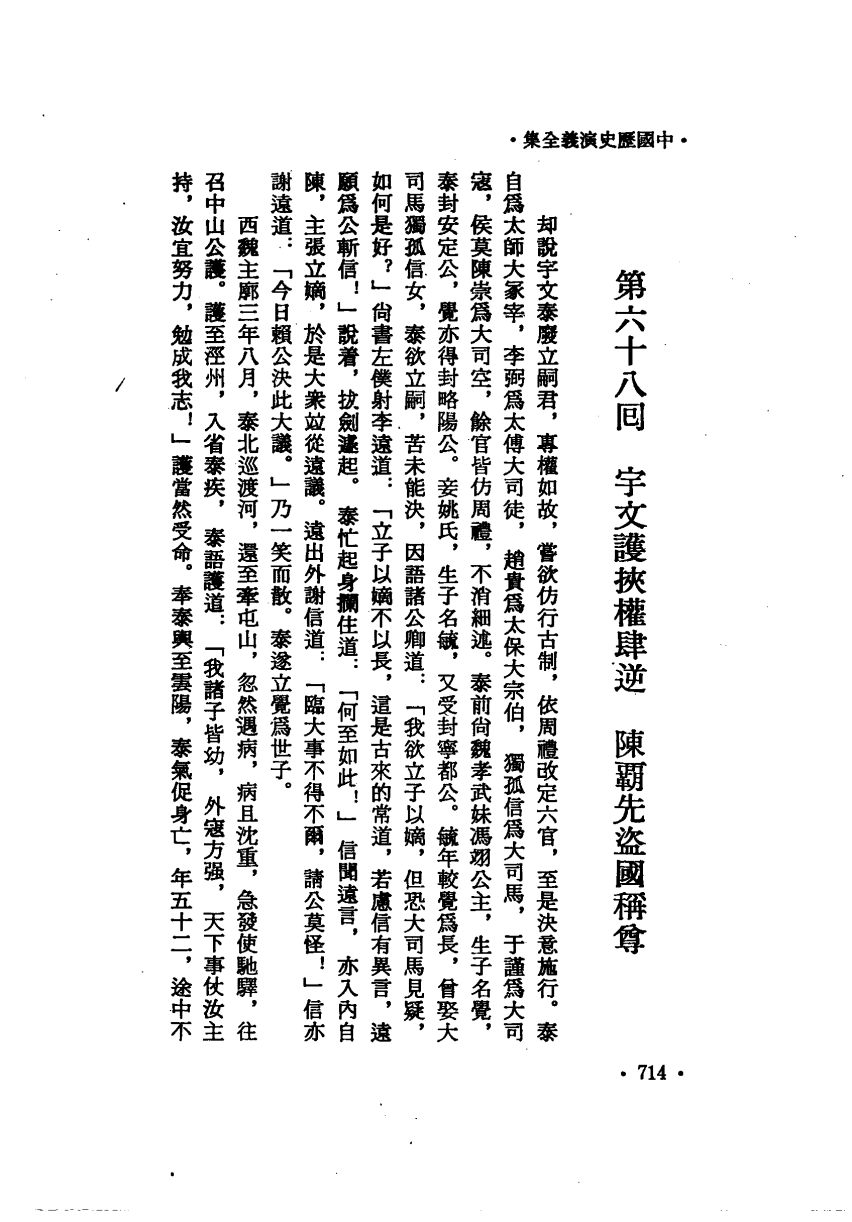 ·中國歷史演義全集·
第六十八回　宇文護挾權肆逆　陳霸先盜國稱尊
却說宇文泰廢立嗣君，專權如故，嘗欲仿行古制，依周禮改定六官，至是決意施行。泰
自爲太師大冢宰，李弼爲太傅大司徒，趙貴爲太保大宗伯，獨孤信爲大司馬，于謹爲大司
寇，侯莫陳崇爲大司空，餘官皆仿周禮，不消細述。泰前尙魏孝武妹馮翊公主，生子名覺，
泰封安定公，覺亦得封略陽公。妾姚氏，生子名毓，又受封寧都公。毓年較覺爲長，曾娶大
司馬獨孤信女，泰欲立嗣，苦未能決，因語諸公卿道：「我欲立子以嫡，但恐大司馬見疑，
如何是好？」尙書左僕射李遠道：「立子以嫡不以長，這是古來的常道，若慮信有異言，遠
願爲公斬信！」說着，拔劍遽起。泰忙起身攔住道：「何至如此！」信聞遠言，亦入內自
陳，主張立嫡，於是大衆竝從遠議。遠出外謝信道：「臨大事不得不爾，請公莫怪！」信亦
謝遠道：「今日賴公決此大議。」乃一笑而散。泰遂立覺爲世子。
西魏主廓三年八月，泰北巡渡河，還至牽屯山，忽然遇病，病且沈重，急發使馳驛，往
召中山公護。護至涇州，入省泰疾，泰語護道：「我諸子皆幼，外寇方强，天下事仗汝主
持，汝宜努力，勉成我志！」護當然受命。奉泰輿至雲陽，泰氣促身亡，年五十二，途中不
·714·